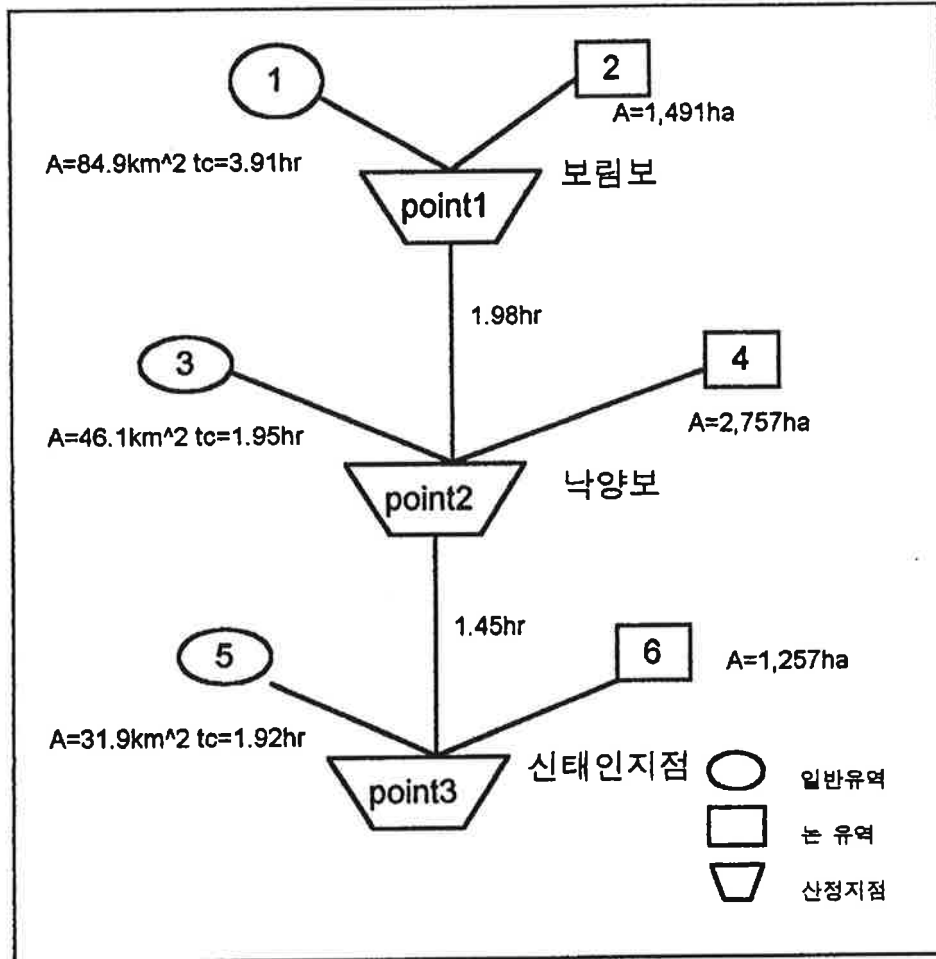 1
2
A=1,491ha
A=84.9km^2 tc=3.91hr
보림보
point1
1.98hr
3
4
A=46.1km^2 tc=1.95hr
A=2,757ha
point2
낙양보
1.45hr
5
6
A=1,257ha
A=31.9km^2 tc=1.92hr
신태인지점
point3
일반유역
논 유역
산정지점